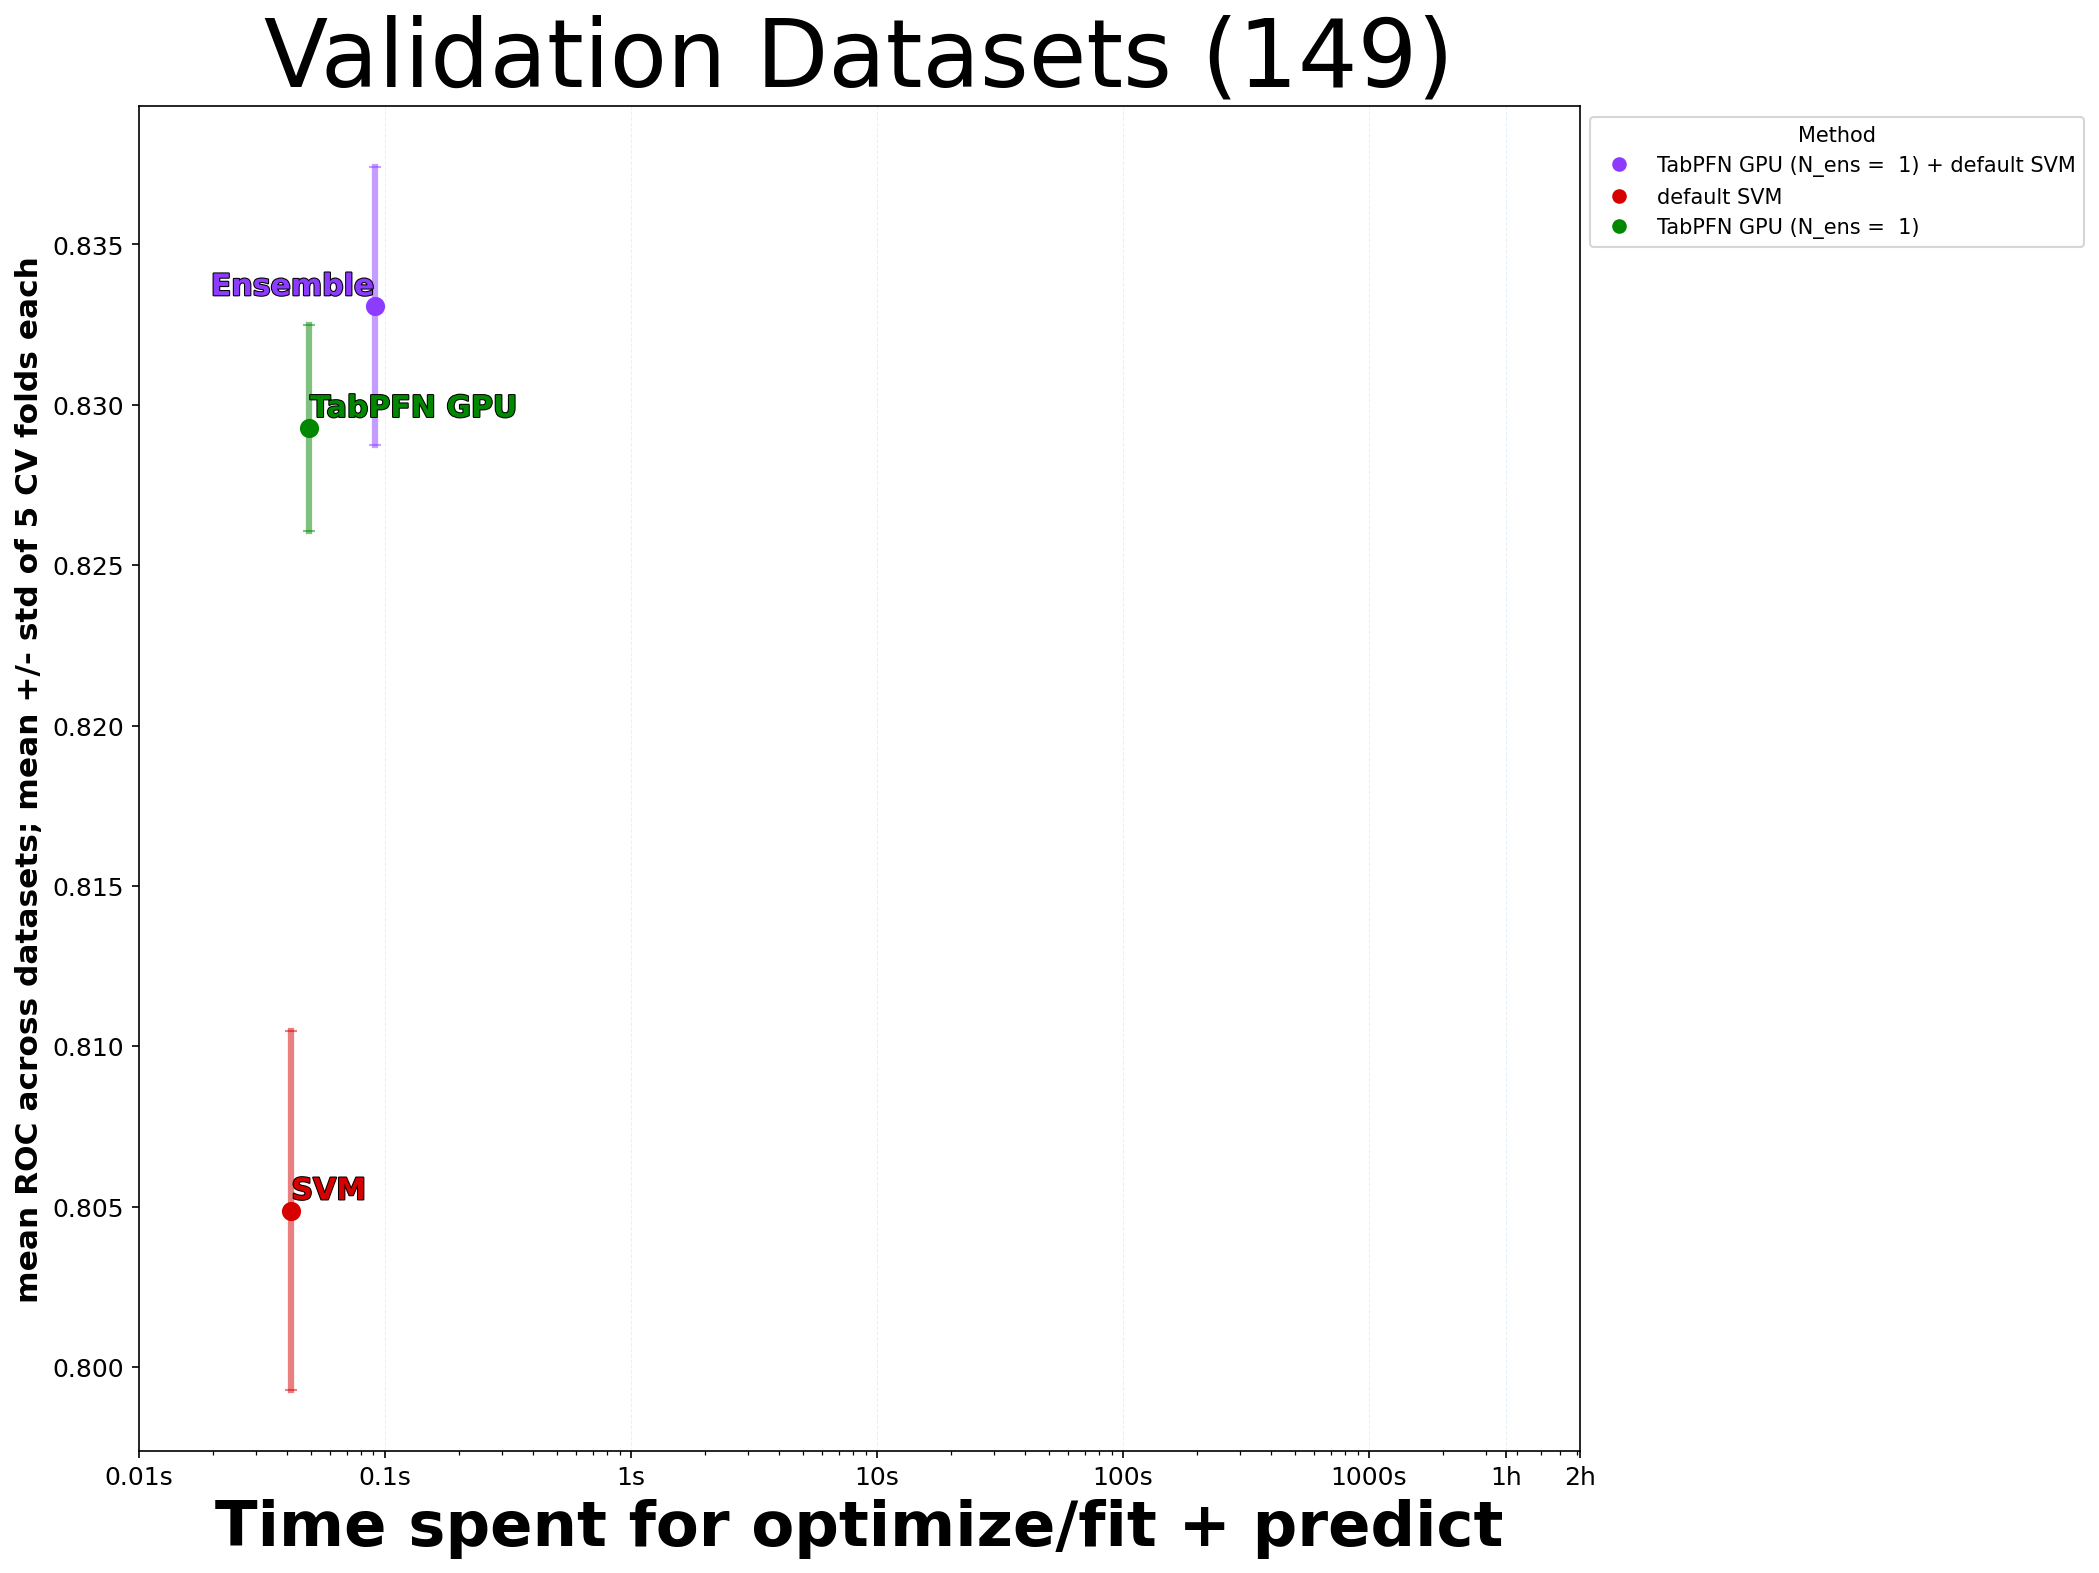 Validation Datasets (149)
mean ROC across datasets; mean +/- std of 5 CV folds each
0.835
0.830
0.825
0.820
0.815
0.810
0.805
0.800
Ensemble
TabPFN GPU
SVM
0.01s 0.1s 1s 10s 100s 1000s 1h 2h
Time spent for optimize/fit + predict
Method
TabPFN GPU (N_ens =  1) + default SVM
default SVM
TabPFN GPU (N_ens =  1)